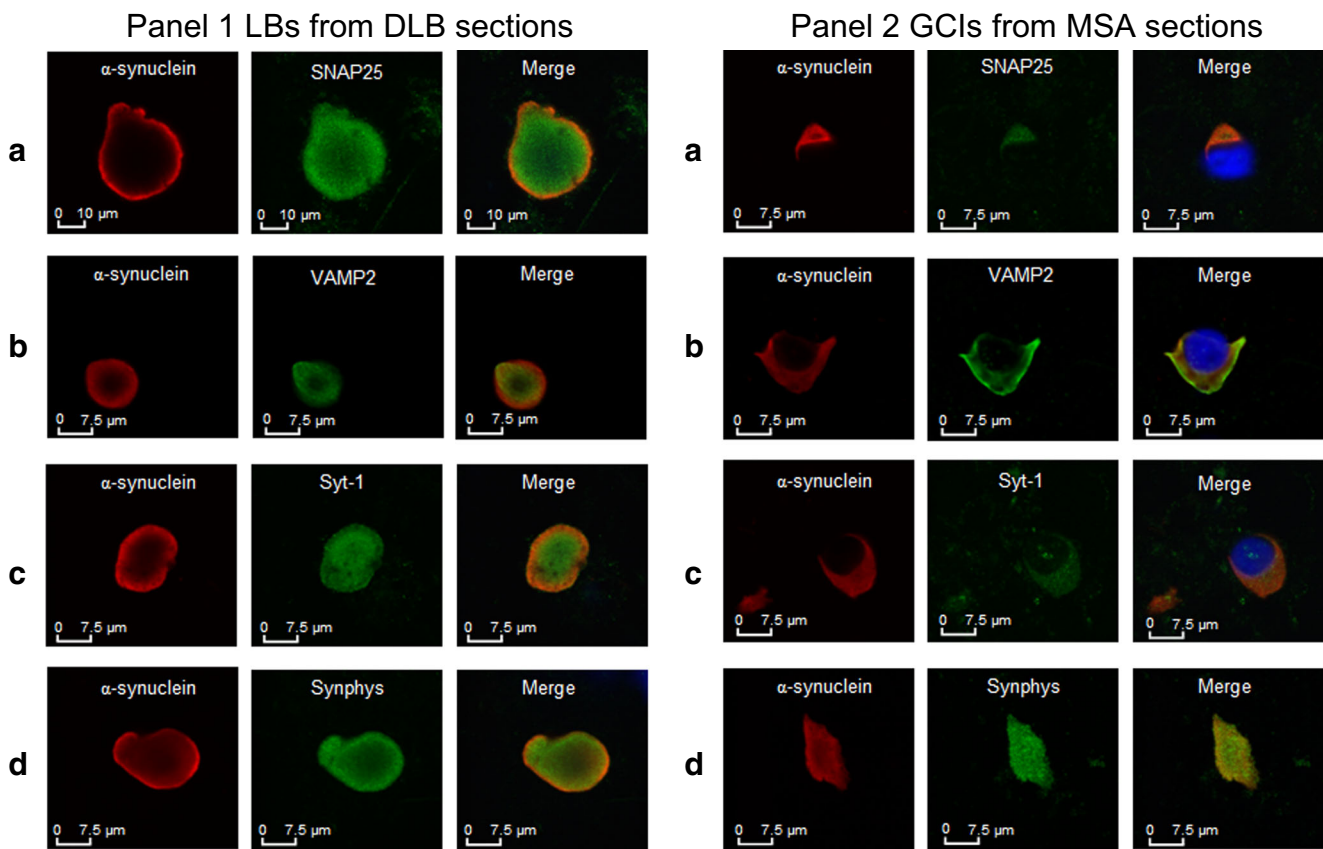 Panel 1 LBs from DLB sections
Panel 2 GCIs from MSA sections
a
α-synuclein
SNAP25
Merge
0 10 μm
0 10 μm
0 10 μm
a
α-synuclein
SNAP25
Merge
0 7.5 μm
0 7.5 μm
0 7.5 μm
b
α-synuclein
VAMP2
Merge
0 7.5 μm
0 7.5 μm
0 7.5 μm
b
α-synuclein
VAMP2
Merge
0 7.5 μm
0 7.5 μm
0 7.5 μm
c
α-synuclein
Syt-1
Merge
0 7.5 μm
0 7.5 μm
0 7.5 μm
c
α-synuclein
Syt-1
Merge
0 7.5 μm
0 7.5 μm
0 7.5 μm
d
α-synuclein
Synphys
Merge
0 7.5 μm
0 7.5 μm
0 7.5 μm
d
α-synuclein
Synphys
Merge
0 7.5 μm
0 7.5 μm
0 7.5 μm